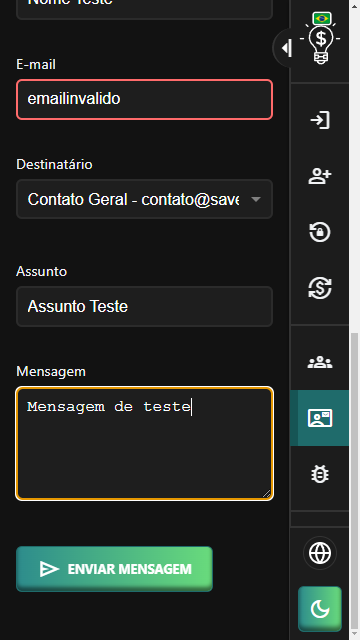 Nome Teste
E-mail
emailinvalido
Destinatário
Contato Geral - contato@save
Assunto
Assunto Teste
Mensagem
Mensagem de teste
ENVIAR MENSAGEM